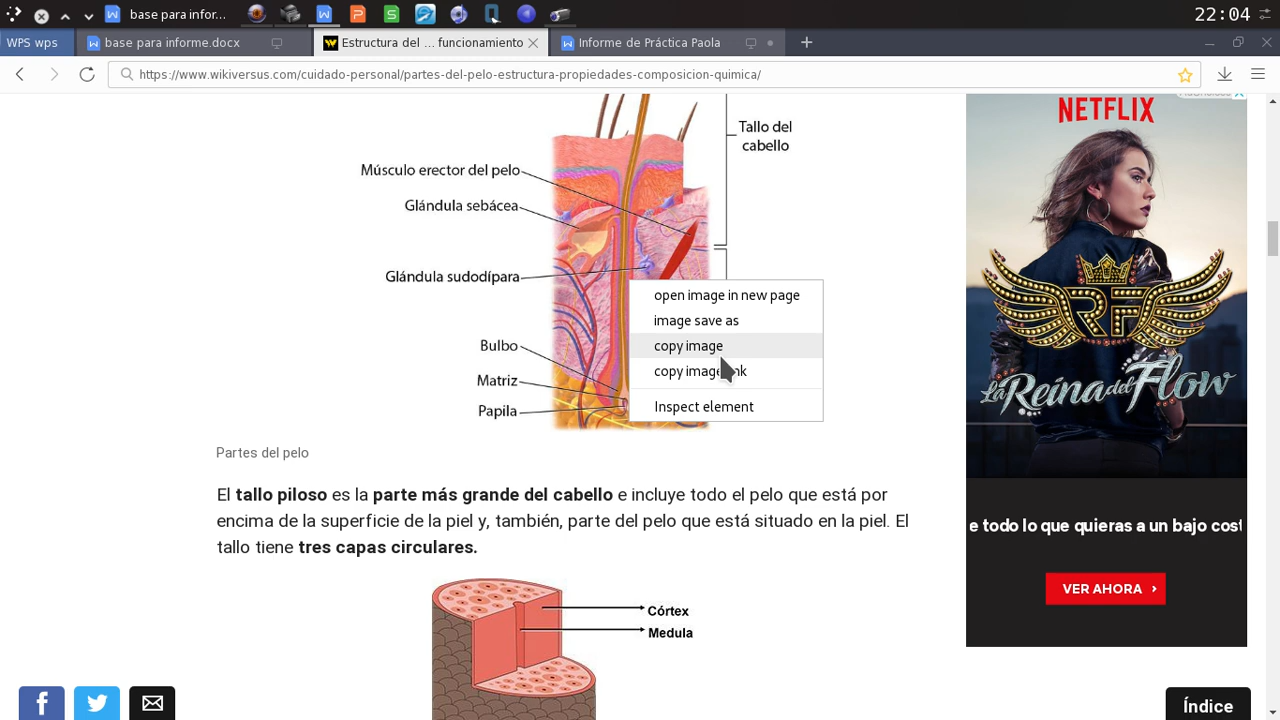 base para infor...
22:04
WPS wps
base para informe.docx
Estructura del ... funcionamiento
Informe de Práctica Paola
https://www.wikiversus.com/cuidado-personal/partes-del-pelo-estructura-propiedades-composicion-quimica/
NETFLIX
Tallo del
cabello
Músculo erector del pelo
Glándula sebácea
Glándula sudodípara
open image in new page
image save as
Bulbo
copy image
Matriz
copy image
Papila
Inspect element
RF
La Reina del Flow
Partes del pelo
El tallo piloso es la parte más grande del cabello e incluye todo el pelo que está por
encima de la superficie de la piel y, también, parte del pelo que está situado en la piel. El
tallo tiene tres capas circulares.
e todo lo que quieras a un bajo cost
VER AHORA
Córtex
Medula
Índice